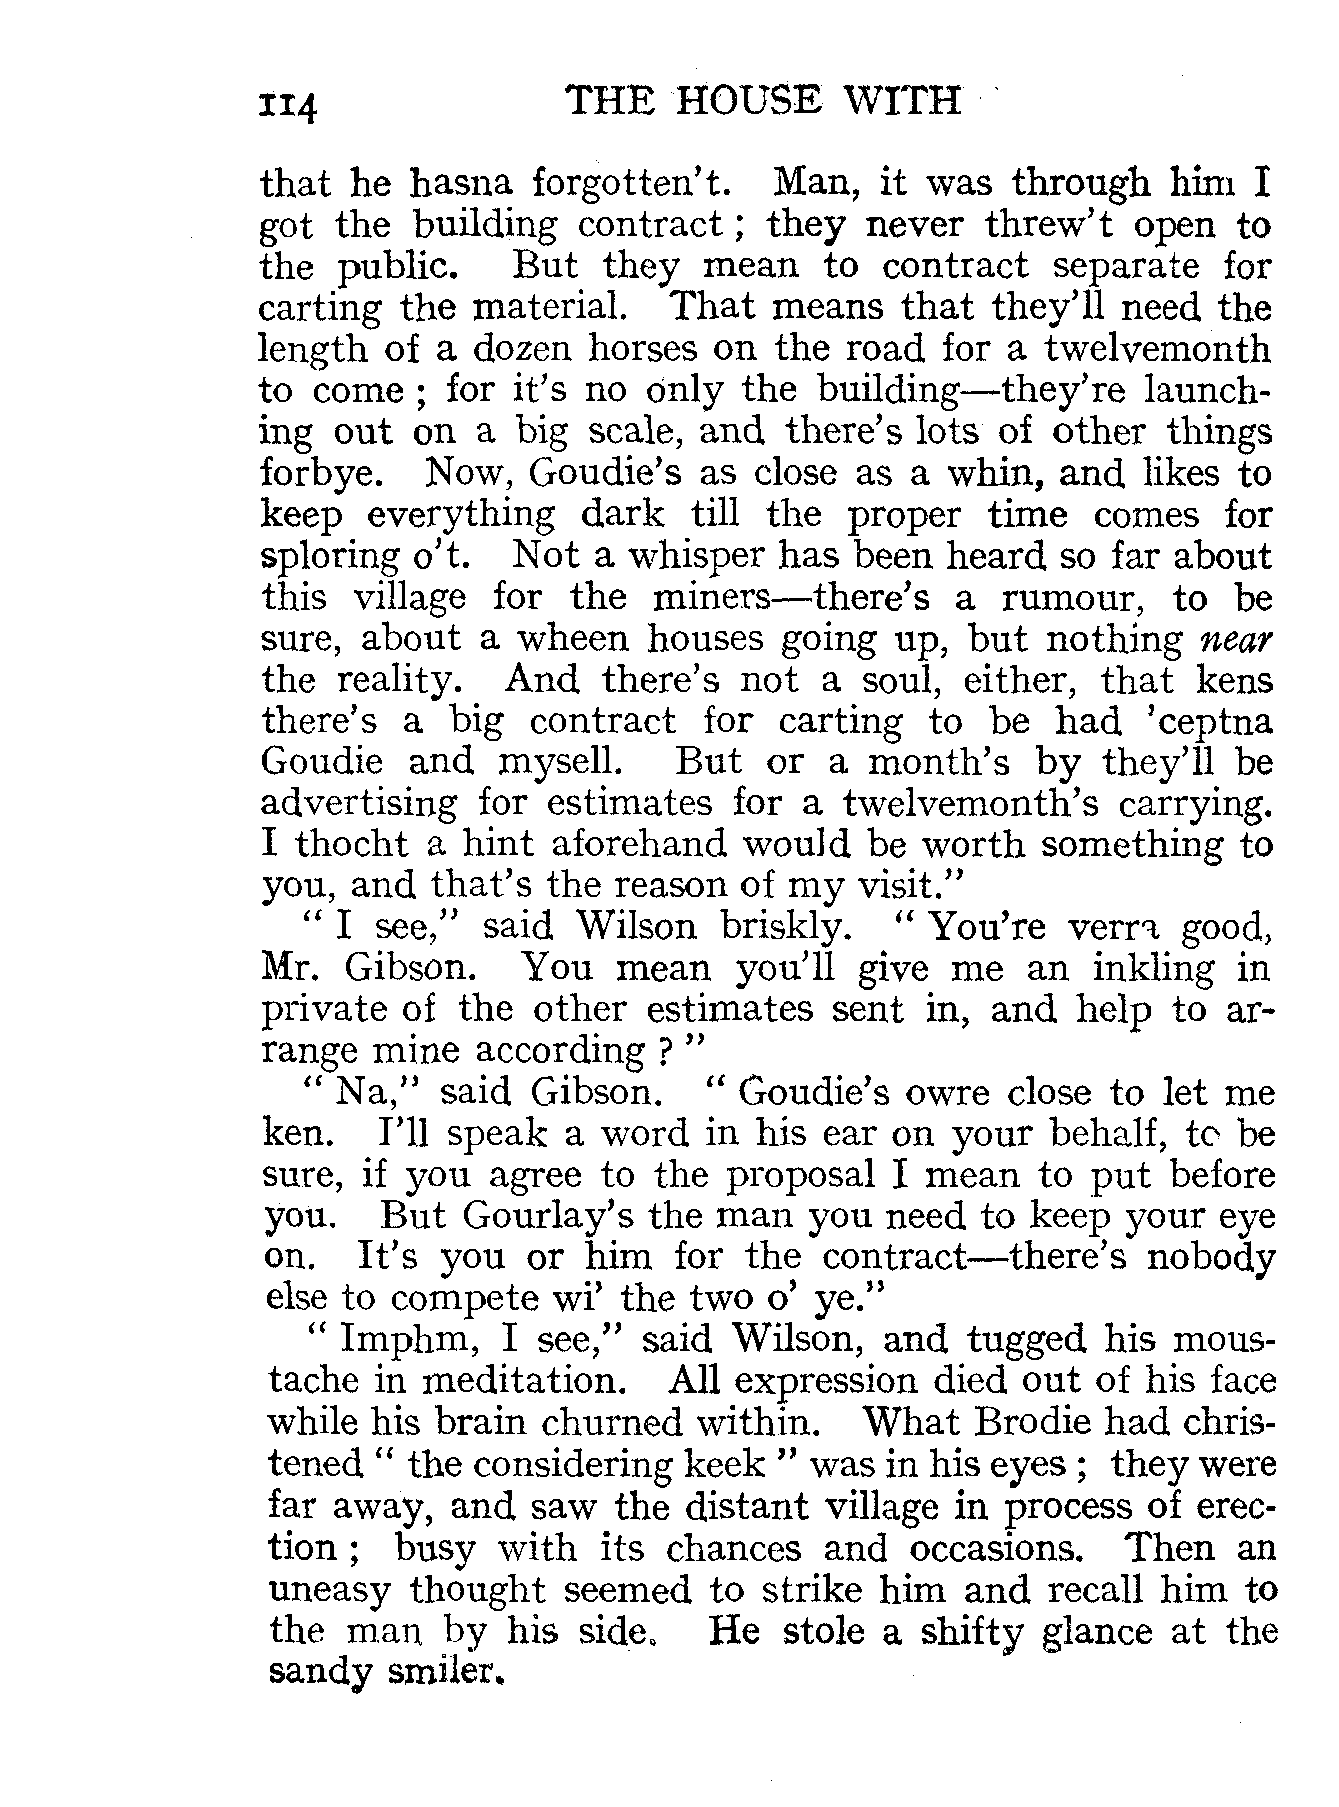 114 THE HOUSE WITH
that he hasna forgotten't. Man, it was through him I
got the building contract ; they never threw't open to
the public. But they mean to contract separate for
carting the material. That means that they'll need the
length of a dozen horses on the road for a twelvemonth
to come ; for it's no only the building—they're launch-
ing out on a big scale, and there's lots of other things
forbye. Now, Goudie's as close as a whin, and likes to
keep everything dark till the proper time comes for
sploring o't. Not a whisper has been heard so far about
this village for the miners—there's a rumour, to be
sure, about a wheen houses going up, but nothing near
the reality. And there's not a soul, either, that kens
there's a big contract for carting to be had 'ceptna
Goudie and mysell. But or a month's by they'll be
advertising for estimates for a twelvemonth's carrying.
I thocht a hint aforehand would be worth something to
you, and that's the reason of my visit."
" I see," said Wilson briskly. " You're verra good,
Mr. Gibson. You mean you'll give me an inkling in
private of the other estimates sent in, and help to ar-
range mine according ? "
" Na," said Gibson. " Goudie's owre close to let me
ken. I'll speak a word in his ear on your behalf, to be
sure, if you agree to the proposal I mean to put before
you. But Gourlay's the man you need to keep your eye
on. It's you or him for the contract—there's nobody
else to compete wi' the two o' ye."
" Imphm, I see," said Wilson, and tugged his mous-
tache in meditation. All expression died out of his face
while his brain churned within. What Brodie had chris-
tened " the considering keek " was in his eyes ; they were
far away, and saw the distant village in process of erec-
tion ; busy with its chances and occasions. Then an
uneasy thought seemed to strike him and recall him to
the man by his side. He stole a shifty glance at the
sandy smiler.